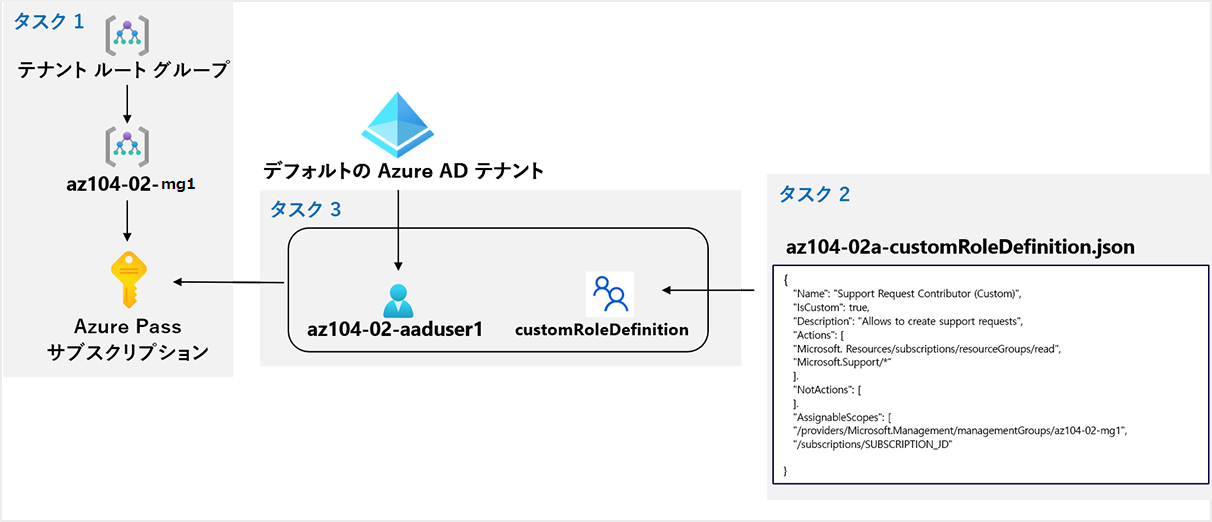 タスク 1
テナント ルート グループ
az104-02-mg1
Azure Pass
サブスクリプション
デフォルトの Azure AD テナント
タスク 3
az104-02-aaduser1
customRoleDefinition
タスク 2
az104-02a-customRoleDefinition.json
{
"Name": "Support Request Contributor (Custom)",
"IsCustom": true,
"Description": "Allows to create support requests",
"Actions": [
"Microsoft. Resources/subscriptions/resourceGroups/read",
"Microsoft.Support/*"
],
"NotActions": [
],
"AssignableScopes": [
"/providers/Microsoft.Management/managementGroups/az104-02-mg1",
"/subscriptions/SUBSCRIPTION_JD"
}